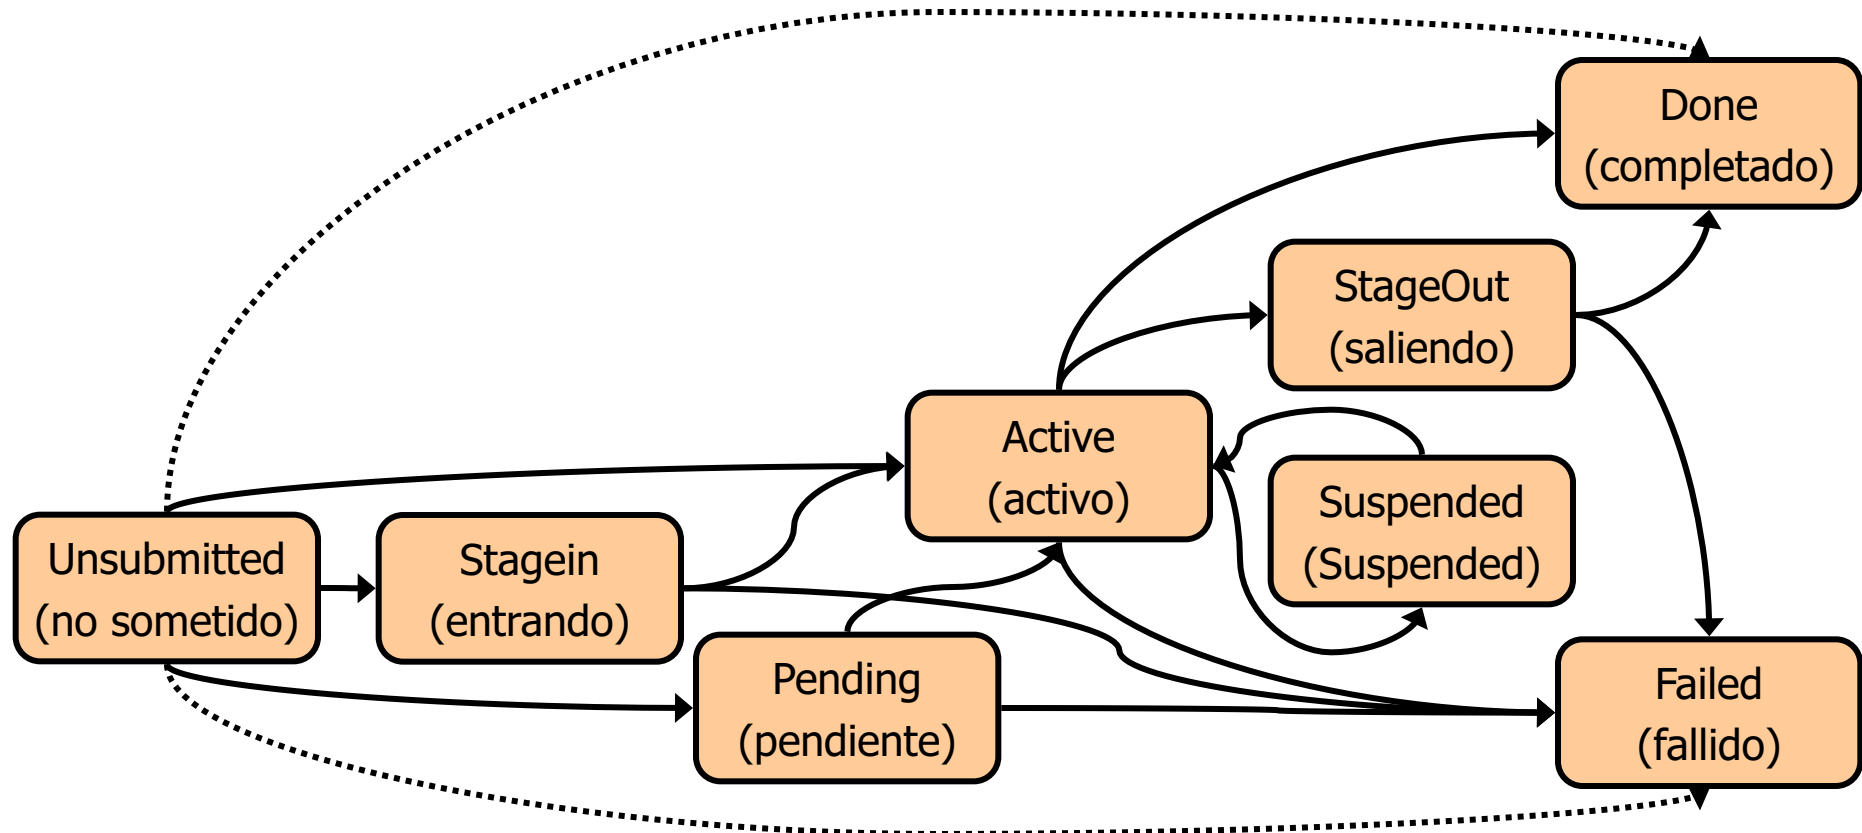 Done
(completado)
StageOut
(saliendo)
Active
(activo)
Suspended
(Suspended)
Unsubmitted
(no sometido)
Stagein
(entrando)
Pending
(pendiente)
Failed
(fallido)